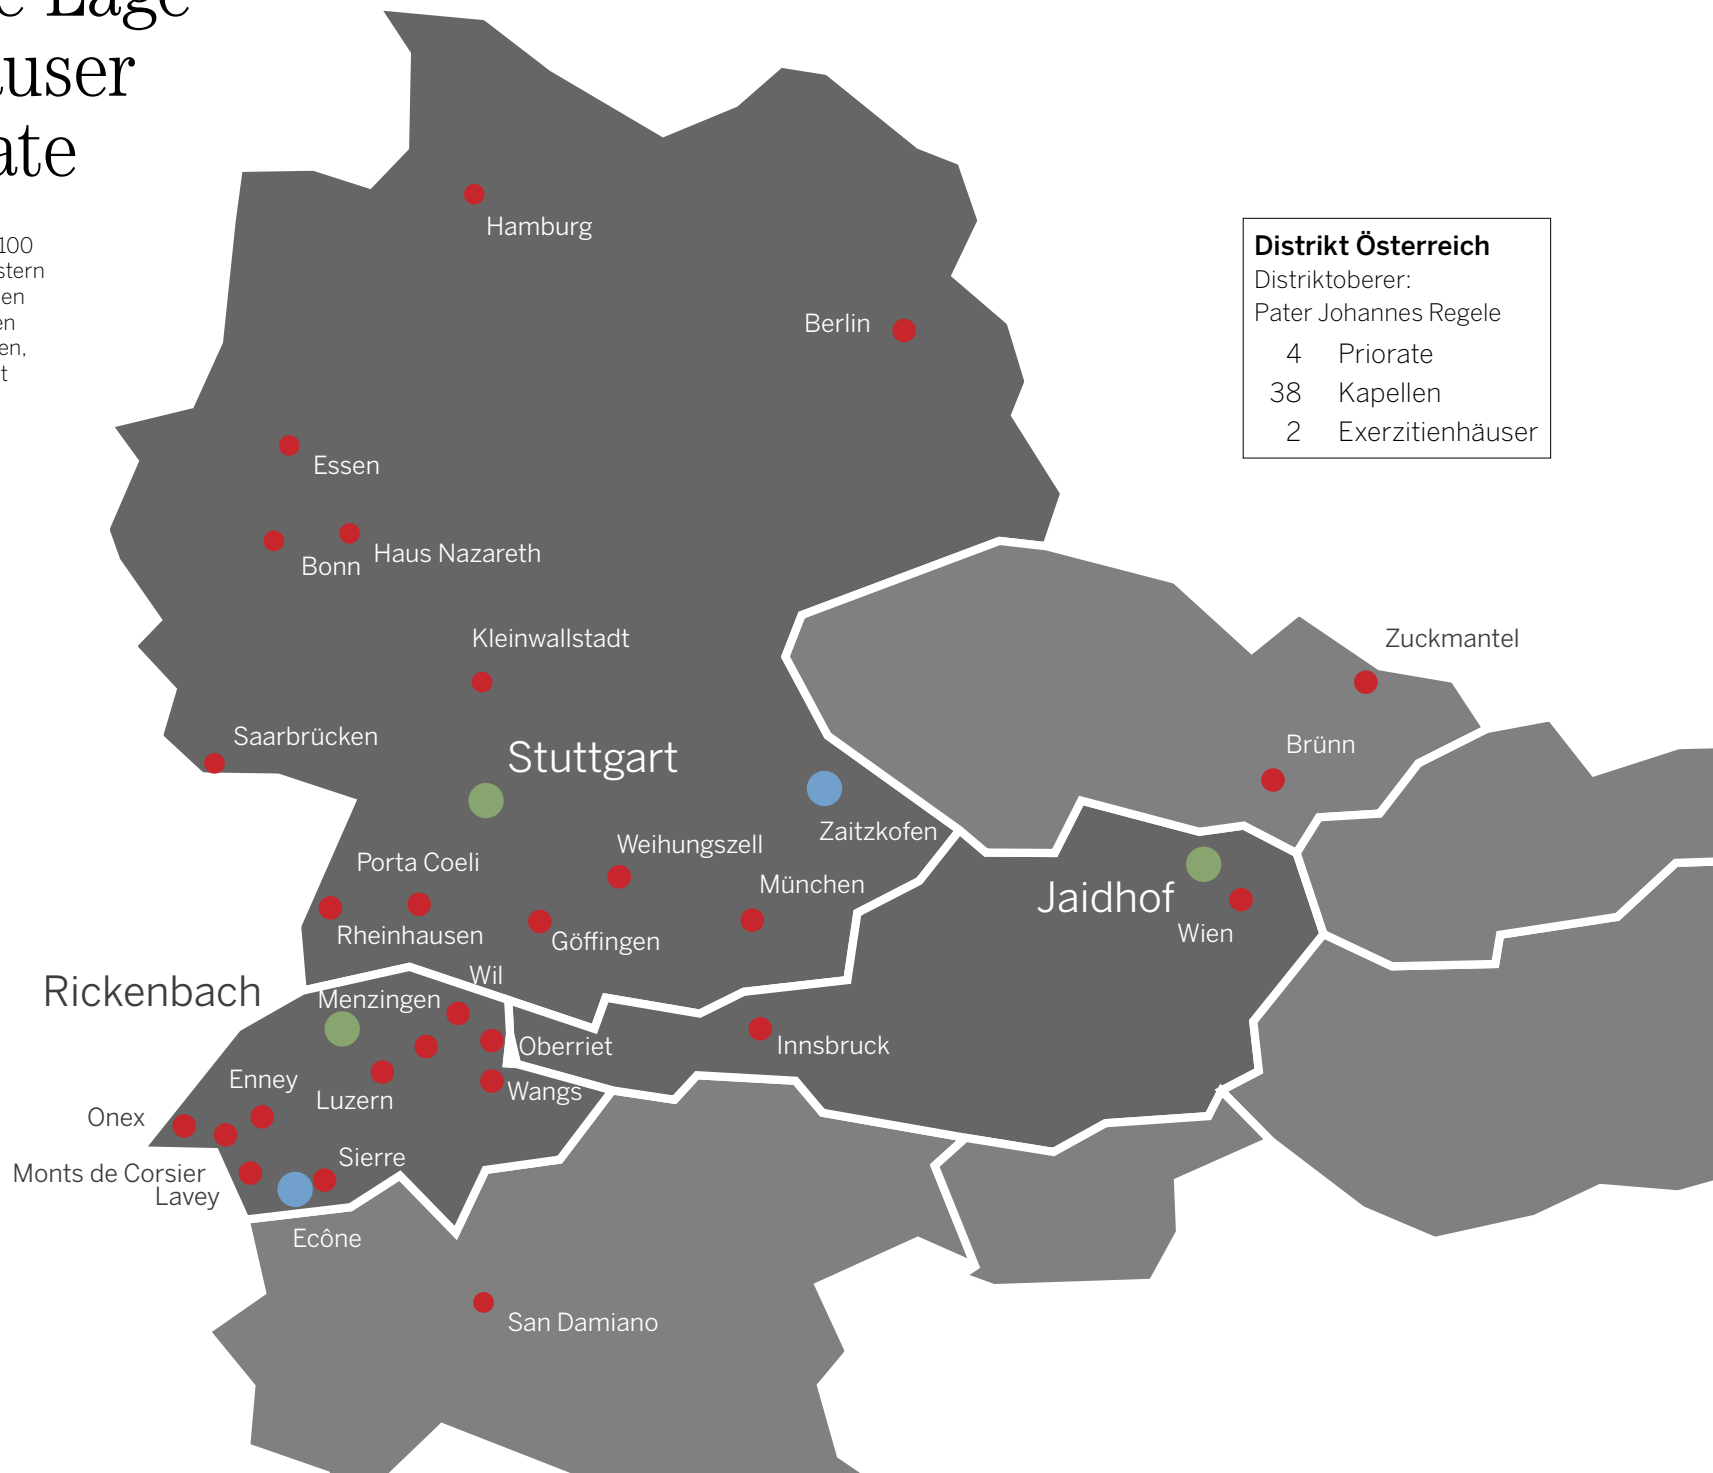 Lage
100
Hamburg
Distrikt Österreich
Distriktoberer:
Pater Johannes Regele
4 Priorate
38 Kapellen
2 Exerzitienhäuser
Berlin
Essen
Haus Nazareth
Bonn
Kleinwallstadt
Zuckmantel
Saarbrücken
Brünn
Stuttgart
Zaitzkofen
Weihungszell
Porta Coeli
München
Jaidhof
Rheinhausen
Göffingen
Wien
Wil
Rickenbach
Menzingen
Oberriet
Innsbruck
Enney
Wangs
Luzern
Onex
Sierre
Monts de Corsier
Lavey
Ecône
San Damiano